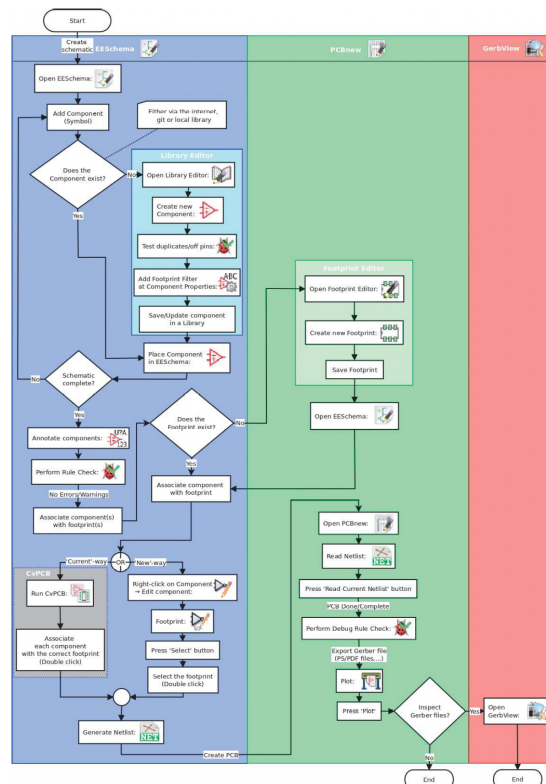 Start
Create
schematic
EESchema
PCBnew
GerbView
Open EESchema:
Add Component
(Symbol)
Either via the internet,
git or local library
Does the
Component exist?
No
Yes
Library Editor
Open Library Editor:
Create new
Component:
Test duplicates/off pins:
Add Footprint Filter
at Component Properties:
ABC
Save/Update component
in a Library
Place Component
in EESchema:
Schematic
complete?
No
Yes
Annotate components:
Perform Rule Check:
No Errors/Warnings
Associate component(s)
with footprint(s)
Does the
Footprint exist?
No
Yes
Footprint Editor
Open Footprint Editor:
Create new Footprint:
Save Footprint
Open EESchema:
Associate component
with footprint
OR
'Current'-way
'New'-way
CvPCB
Run CvPCB:
Associate
each component
with the correct footprint
(Double click)
Right-click on Component
→ Edit component:
Footprint:
Press 'Select' button
Select the footprint
(Double click)
Generate Netlist:
NET
Create PCB
Open PCBnew:
Read Netlist:
NET
Press 'Read Current Netlist' button
PCB Done/Complete
Perform Debug Rule Check:
Export Gerber file
(PS/PDF files,...)
Plot:
Press 'Plot'
Inspect
Gerber files?
Yes
No
Open
GerbView:
End
End